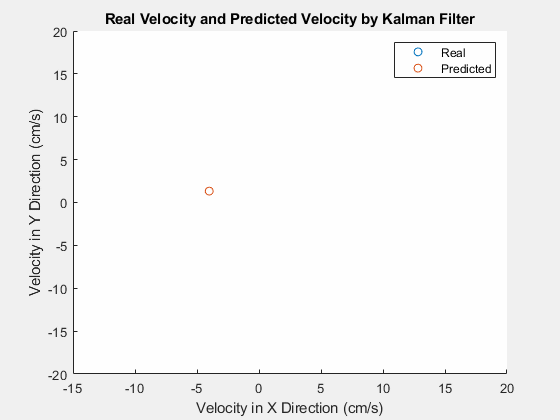 Real Velocity and Predicted Velocity by Kalman Filter
Real
Predicted
20
15
10
5
0
-5
-10
-15
-20
Velocity in Y Direction (cm/s)
-15 -10 -5 0 5 10 15 20
Velocity in X Direction (cm/s)